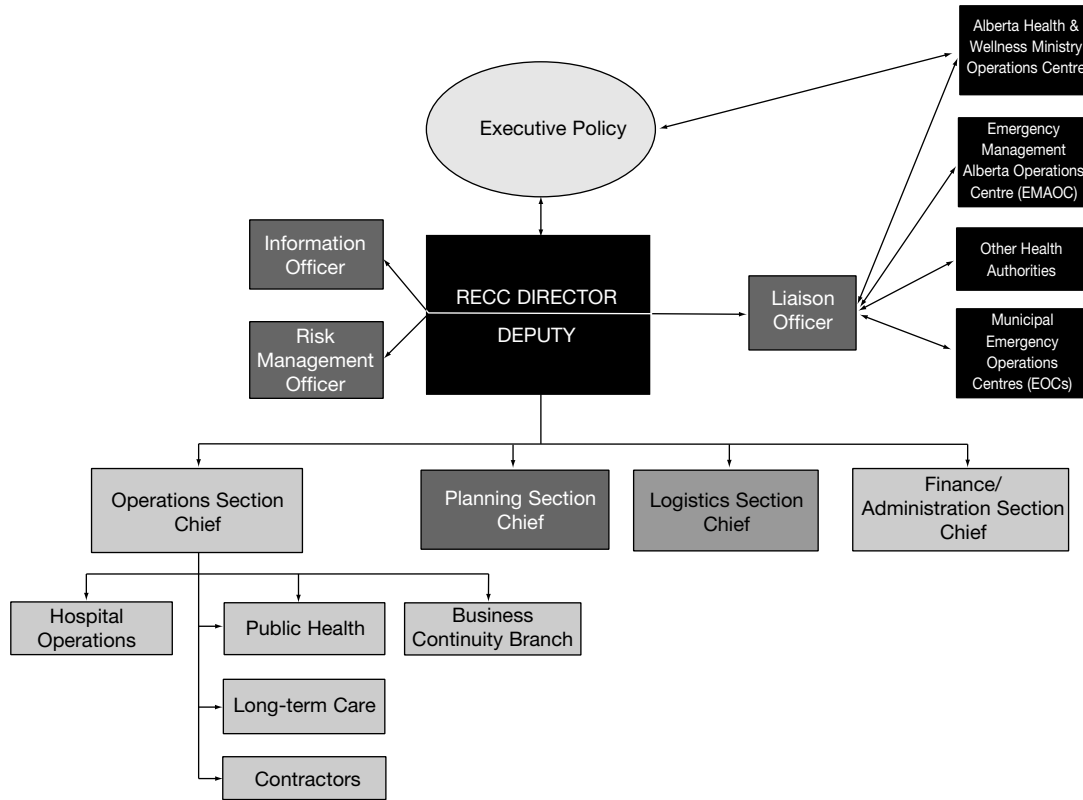 Alberta Health &
Wellness Ministry
Operations Centre
Executive Policy
Emergency
Management
Alberta Operations
Centre (EMAOC)
Information
Officer
RECC DIRECTOR
DEPUTY
Other Health
Authorities
Liaison
Officer
Risk
Management
Officer
Municipal
Emergency
Operations
Centres (EOCs)
Operations Section
Chief
Planning Section
Chief
Logistics Section
Chief
Finance/
Administration Section
Chief
Hospital
Operations
Public Health
Business
Continuity Branch
Long-term Care
Contractors